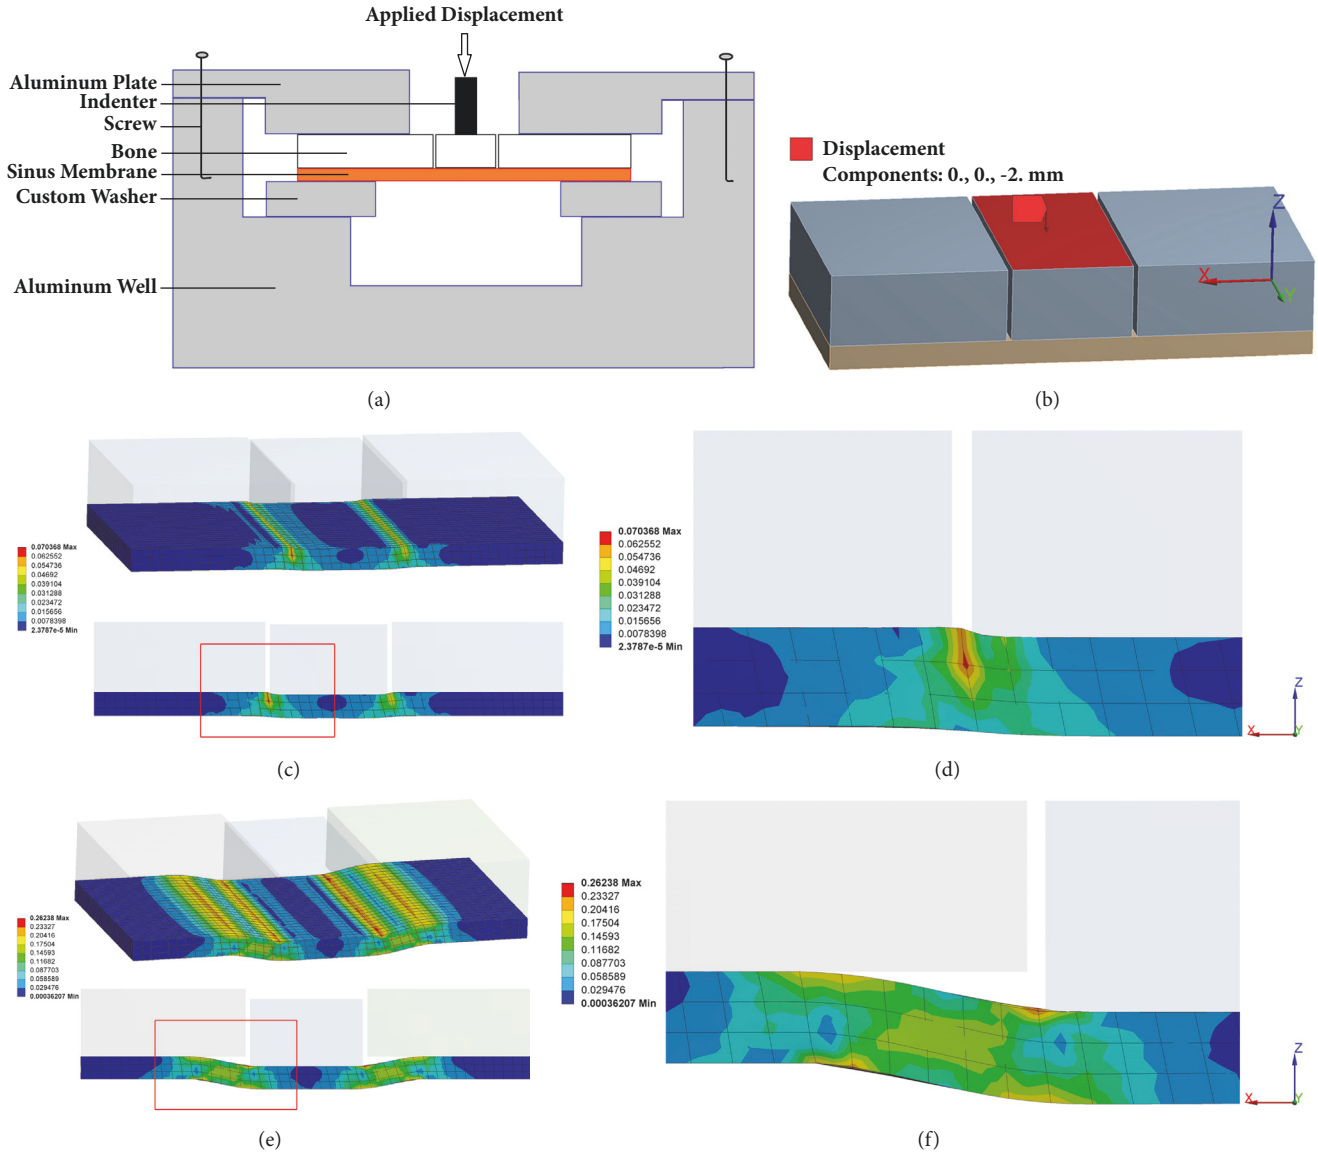 Applied Displacement
Aluminum Plate
Indenter
Screw
Bone
Sinus Membrane
Custom Washer
Aluminum Well
(a)
Displacement
Components: 0., 0., -2. mm
Z
X
Y
(b)
0.070368 Max
0.062552
0.054736
0.04692
0.039104
0.031288
0.023472
0.015656
0.0078398
2.3787e-5 Min
(c)
0.070368 Max
0.062552
0.054736
0.04692
0.039104
0.031288
0.023472
0.015656
0.0078398
2.3787e-5 Min
Z
X
Y
(d)
0.26238 Max
0.23327
0.20416
0.17504
0.14593
0.11682
0.087703
0.058589
0.029476
0.00036207 Min
(e)
0.26238 Max
0.23327
0.20416
0.17504
0.14593
0.11682
0.087703
0.058589
0.029476
0.00036207 Min
Z
X
Y
(f)